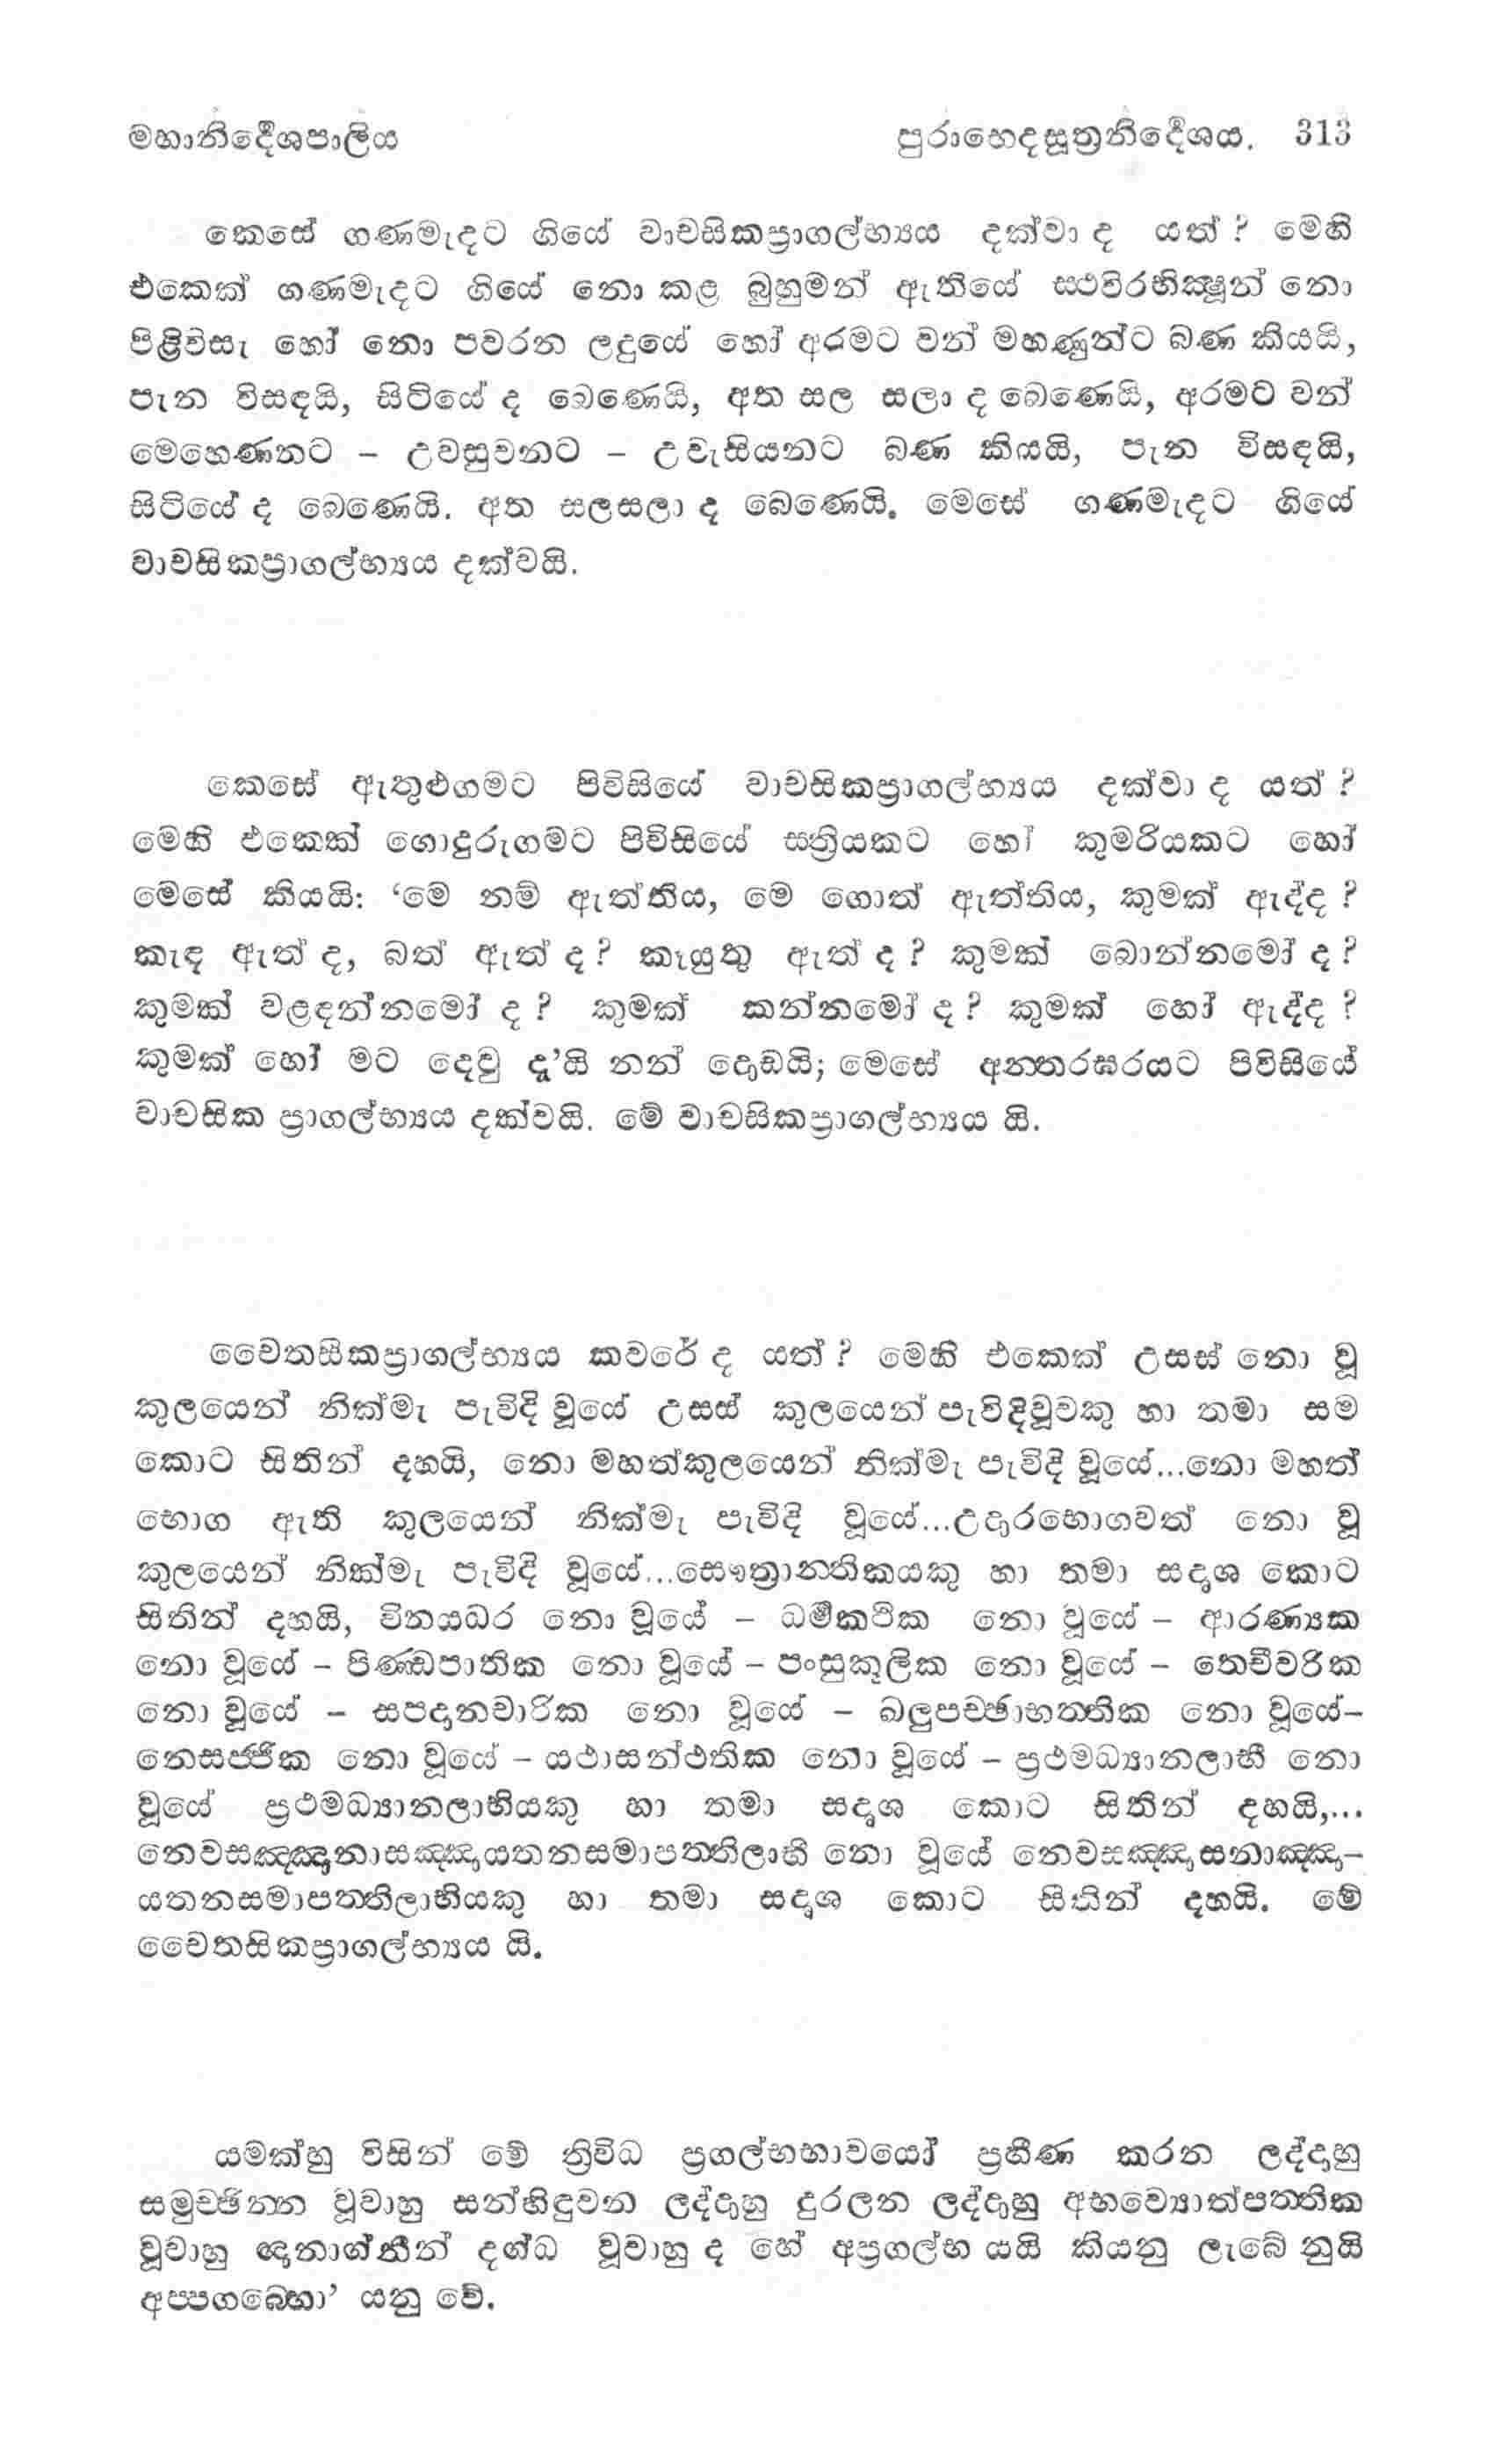 මහානිර්‍දෙශපාලිය පුරාභෙදසූත්‍රනිර්‍දෙශය. 313
කෙසේ ගණමැදට ගියේ වාචසිකප්‍රාගල්භ්‍යය දක්වා ද යත් ? මෙහි
එකෙක් ගණමැදට ගියේ නො කළ බුහුමන් ඇතියේ ස්ථවිරභික්‍ෂූන් නො
පිළිවිසැ හෝ නො පවරන ලදුයේ හෝ අරමට වන් මහණුන්ට බණ කියයි,
පැන විසඳයි, සිටියේ ද බෙණෙයි, අත සල සලා ද බෙණෙයි, අරමට වන්
මෙහෙණනට – උවසුවනට – උවැසියනට බණ කියයි, පැන විසඳයි,
සිටියේ ද බෙණෙයි. අත සලසලා ද බෙණෙයි. මෙසේ ගණමැදට ගියේ
වාචසිකප්‍රාගල්භ්‍යය දක්වයි.
කෙසේ ඇතුළුගමට පිවිසියේ වාචසිකප්‍රාගල්භ්‍යය දක්වා ද යත් ?
මෙහි එකෙක් ගොදුරුගමට පිවිසියේ ස්ත්‍රියකට හෝ කුමරියකට හෝ
මෙසේ කියයි: ‘මෙ නම් ඇත්තිය, මෙ ගොත් ඇත්තිය, කුමක් ඇද්ද ?
කැඳ ඇත් ද, බත් ඇත් ද? කෑයුතු ඇත් ද? කුමක් බොන්නමෝ ද?
කුමක් වළඳන්නමෝ ද? කුමක් කන්නමෝ ද? කුමක් හෝ ඇද්ද ?
කුමක් හෝ මට දෙවු දැ’යි නන් දොඩයි; මෙසේ අන්තරඝරයට පිවිසියේ
වාචසික ප්‍රාගල්භ්‍යය දක්වයි. මේ වාචසිකප්‍රාගල්භ්‍යය යි.
චෛතසිකප්‍රාගල්භ්‍යය කවරේ ද යත් ? මෙහි එකෙක් උසස් නො වූ
කුලයෙන් නික්මැ පැවිදි වූයේ උසස් කුලයෙන් පැවිදිවූවකු හා තමා සම
කොට සිතින් දහයි, නො මහත්කුලයෙන් නික්මැ පැවිදි වූයේ...නො මහත්
භොග ඇති කුලයෙන් නික්මැ පැවිදි වූයේ...උදාරභොගවත් නො වූ
කුලයෙන් නික්මැ පැවිදි වූයේ...සෞත්‍රාන්තිකයකු හා තමා සදෘශ කොට
සිතින් දහයි, විනයධර නො වූයේ – ධර්‍මකථික නො වූයේ – ආරණ්‍යක
නො වූයේ – පිණ්ඩපාතික නො වූයේ – පංසුකූලික නො වූයේ – තෙචීවරික
නො වූයේ – සපදානචාරික නො වූයේ – ඛලුපච්ඡාභත්තික නො වූයේ–
නෙසජ්ජික නො වූයේ – යථාසන්ථතික නො වූයේ – ප්‍රථමධ්‍යානලාභී නො
වූයේ ප්‍රථමධ්‍යානලාභියකු හා තමා සදෘශ කොට සිතින් දහයි,...
නෙවසඤ්ඤානාසඤ්ඤායතනසමාපත්තිලාභී නො වූයේ නෙවසඤ්ඤාසනාඤ්ඤා–
යතනසමාපත්තිලාභියකු හා තමා සදෘශ කොට සිතින් දහයි. මේ
චෛතසිකප්‍රාගල්භ්‍යය යි.
යමක්හු විසින් මේ ත්‍රිවිධ ප්‍රගල්භභාවයෝ ප්‍රහීණ කරන ලද්දාහු
සමුච්ඡින්න වූවාහු සන්හිඳුවන ලද්දාහු දුරලන ලද්දාහු අභව්‍යොත්පත්තික
වූවාහු ඥානාග්නීන් දග්ධ වූවාහු ද හේ අප්‍රගල්භ යයි කියනු ලැබේ නුයි
අප්පගබ්භො’ යනු වේ.